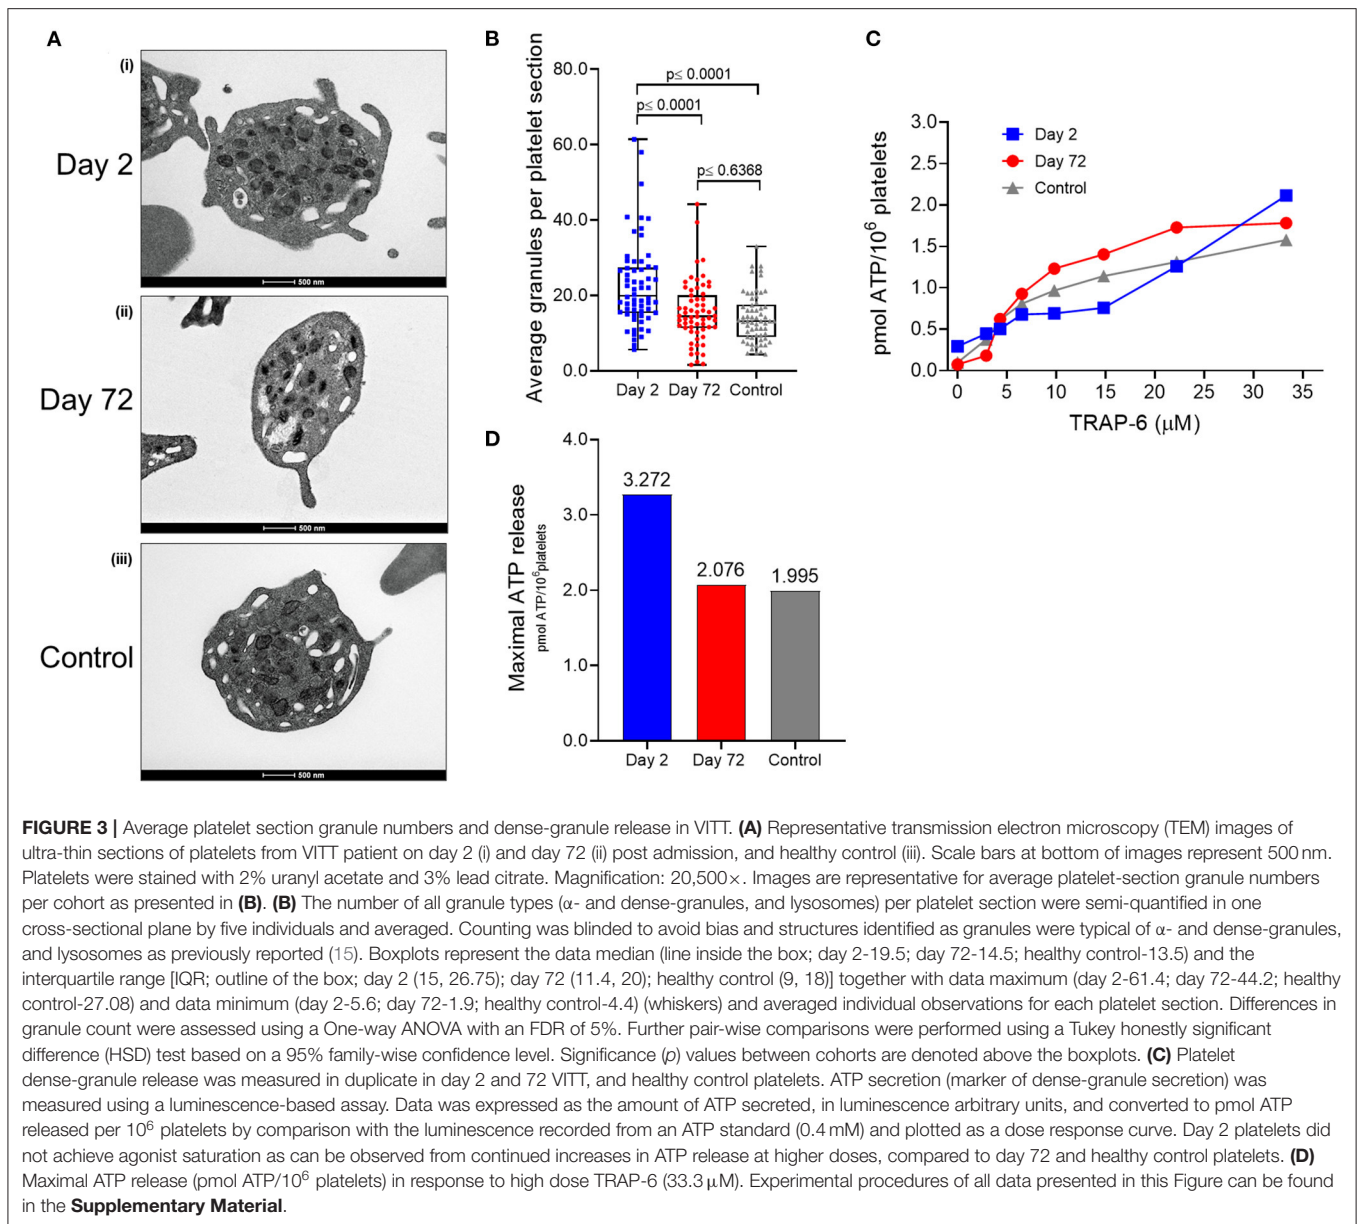 A
(i)
Day 2
500 nm
(ii)
Day 72
500 nm
(iii)
Control
500 nm
B
Average granules per platelet section
80.0
60.0
40.0
20.0
0.0
p≤ 0.0001
p≤ 0.0001
p≤ 0.6368
Day 2 Day 72 Control
C
pmol ATP/10⁶ platelets
3.0
2.5
2.0
1.5
1.0
0.5
0.0
Day 2
Day 72
Control
0 5 10 15 20 25 30 35
TRAP-6 (μM)
D
Maximal ATP release
pmol ATP/10⁶platelets
4.0
3.0
2.0
1.0
0.0
3.272
2.076
1.995
Day 2 Day 72 Control
FIGURE 3 | Average platelet section granule numbers and dense-granule release in VITT. (A) Representative transmission electron microscopy (TEM) images of
ultra-thin sections of platelets from VITT patient on day 2 (i) and day 72 (ii) post admission, and healthy control (iii). Scale bars at bottom of images represent 500 nm.
Platelets were stained with 2% uranyl acetate and 3% lead citrate. Magnification: 20,500×. Images are representative for average platelet-section granule numbers
per cohort as presented in (B). (B) The number of all granule types (α- and dense-granules, and lysosomes) per platelet section were semi-quantified in one
cross-sectional plane by five individuals and averaged. Counting was blinded to avoid bias and structures identified as granules were typical of α- and dense-granules,
and lysosomes as previously reported (15). Boxplots represent the data median (line inside the box; day 2-19.5; day 72-14.5; healthy control-13.5) and the
interquartile range [IQR; outline of the box; day 2 (15, 26.75); day 72 (11.4, 20); healthy control (9, 18)] together with data maximum (day 2-61.4; day 72-44.2; healthy
control-27.08) and data minimum (day 2-5.6; day 72-1.9; healthy control-4.4) (whiskers) and averaged individual observations for each platelet section. Differences in
granule count were assessed using a One-way ANOVA with an FDR of 5%. Further pair-wise comparisons were performed using a Tukey honestly significant
difference (HSD) test based on a 95% family-wise confidence level. Significance (p) values between cohorts are denoted above the boxplots. (C) Platelet
dense-granule release was measured in duplicate in day 2 and 72 VITT, and healthy control platelets. ATP secretion (marker of dense-granule secretion) was
measured using a luminescence-based assay. Data was expressed as the amount of ATP secreted, in luminescence arbitrary units, and converted to pmol ATP
released per 10⁶ platelets by comparison with the luminescence recorded from an ATP standard (0.4 mM) and plotted as a dose response curve. Day 2 platelets did
not achieve agonist saturation as can be observed from continued increases in ATP release at higher doses, compared to day 72 and healthy control platelets. (D)
Maximal ATP release (pmol ATP/10⁶ platelets) in response to high dose TRAP-6 (33.3 μM). Experimental procedures of all data presented in this Figure can be found
in the Supplementary Material.